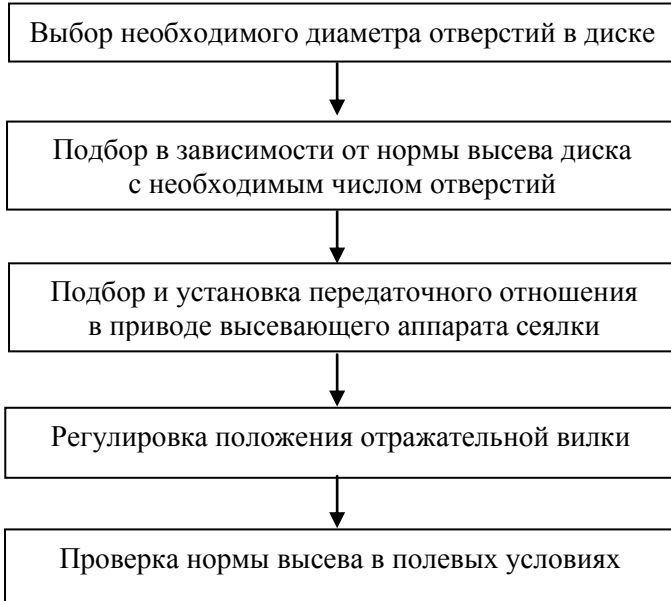 Выбор необходимого диаметра отверстий в диске
Подбор в зависимости от нормы высева диска
с необходимым числом отверстий
Подбор и установка передаточного отношения
в приводе высевающего аппарата сеялки
Регулировка положения отражательной вилки
Проверка нормы высева в полевых условиях